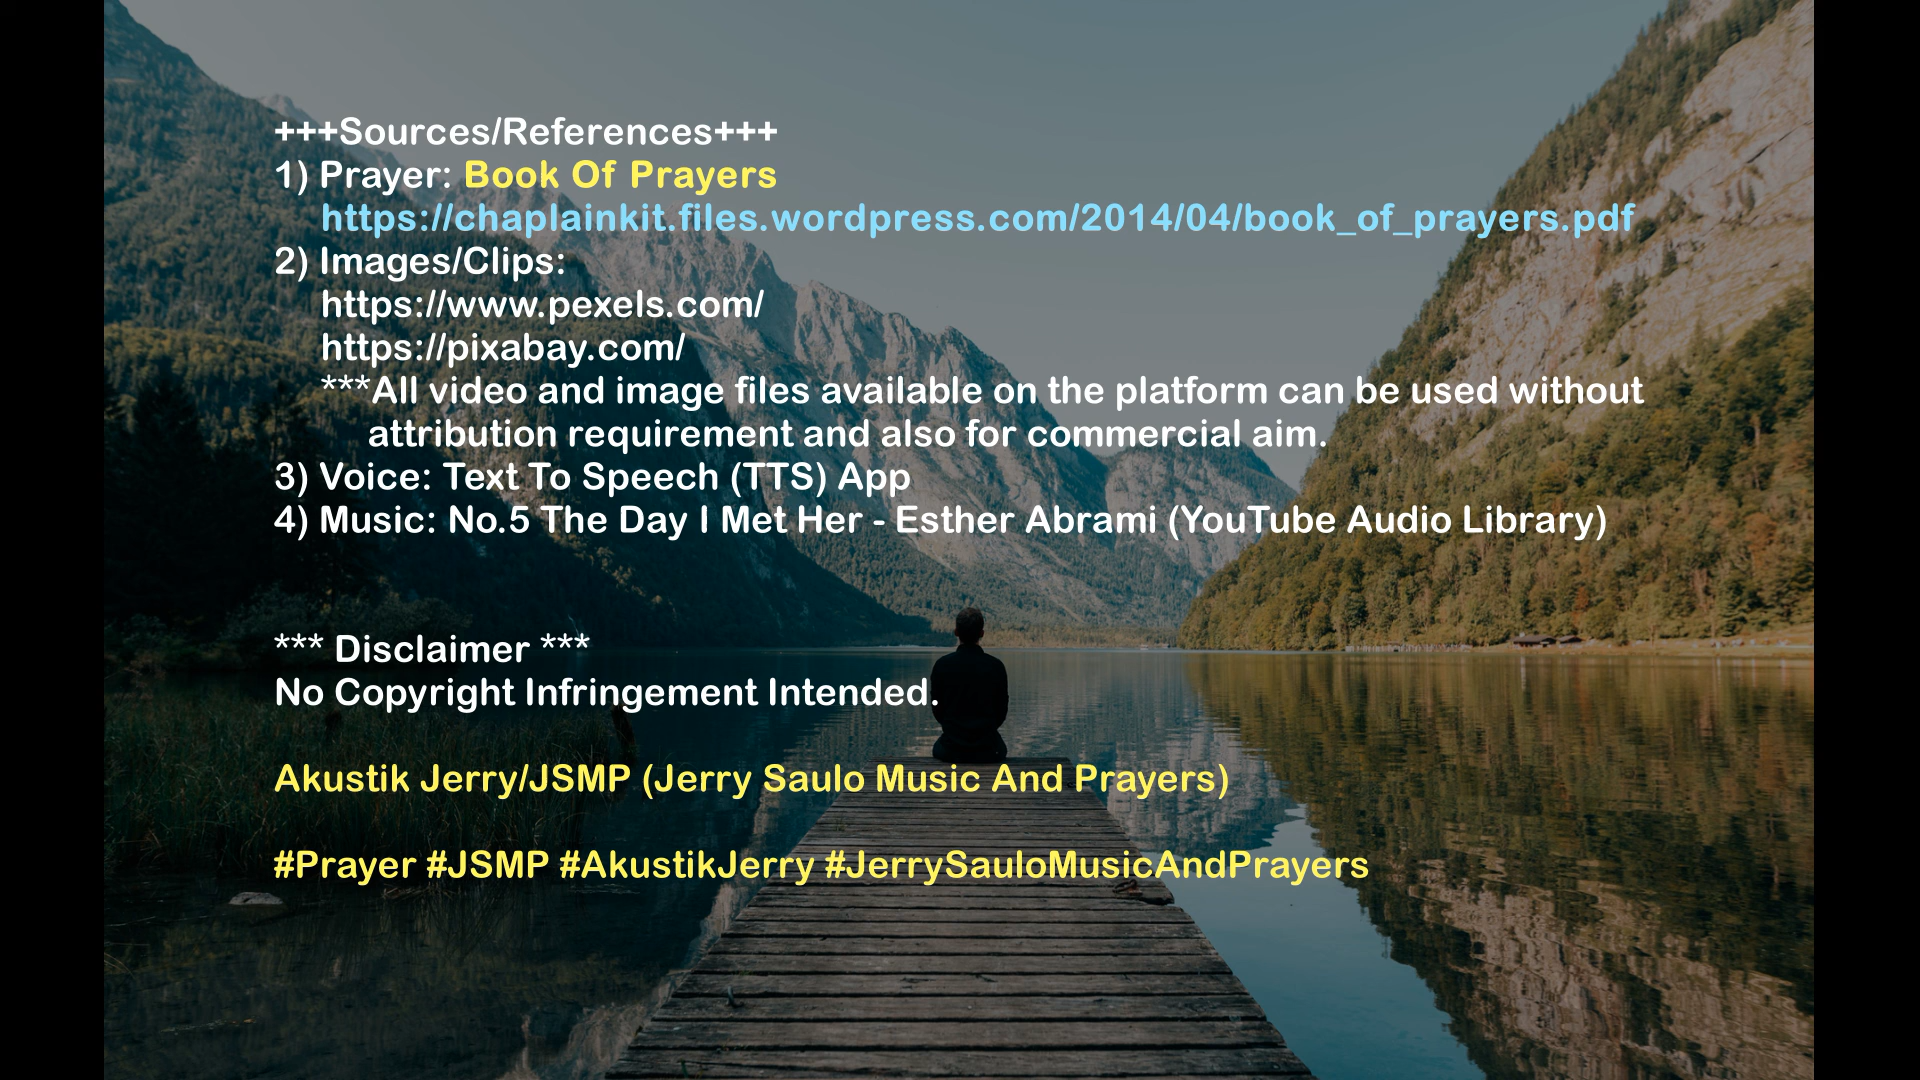 +++Sources/References+++
1) Prayer: Book Of Prayers
https://chaplainkit.files.wordpress.com/2014/04/book_of_prayers.pdf
2) Images/Clips:
https://www.pexels.com/
https://pixabay.com/
***All video and image files available on the platform can be used without
attribution requirement and also for commercial aim.
3) Voice: Text To Speech (TTS) App
4) Music: No.5 The Day I Met Her - Esther Abrami (YouTube Audio Library)
*** Disclaimer ***
No Copyright Infringement Intended.
Akustik Jerry/JSMP (Jerry Saulo Music And Prayers)
#Prayer #JSMP #AkustikJerry #JerrySauloMusicAndPrayers